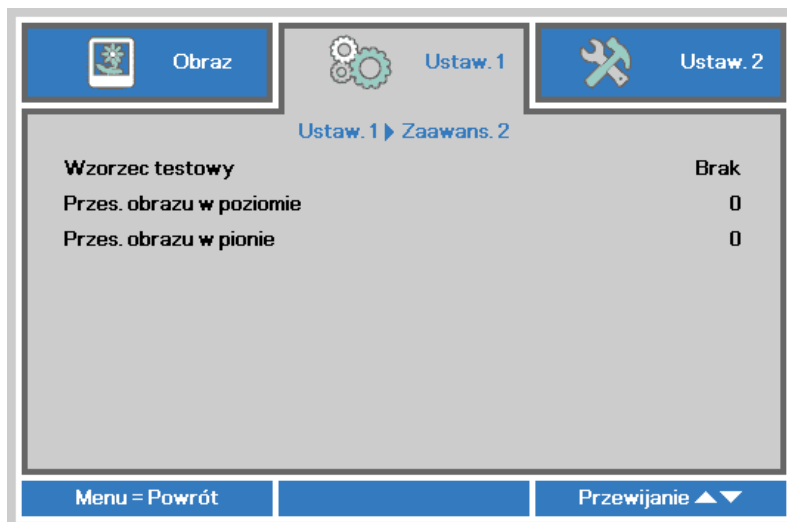 Obraz
Ustaw. 1
Ustaw. 2
Ustaw. 1 ▶ Zaawans. 2
Wzorzec testowy Brak
Przes. obrazu w poziomie 0
Przes. obrazu w pionie 0
Menu = Powrót
Przewijanie ▲▼